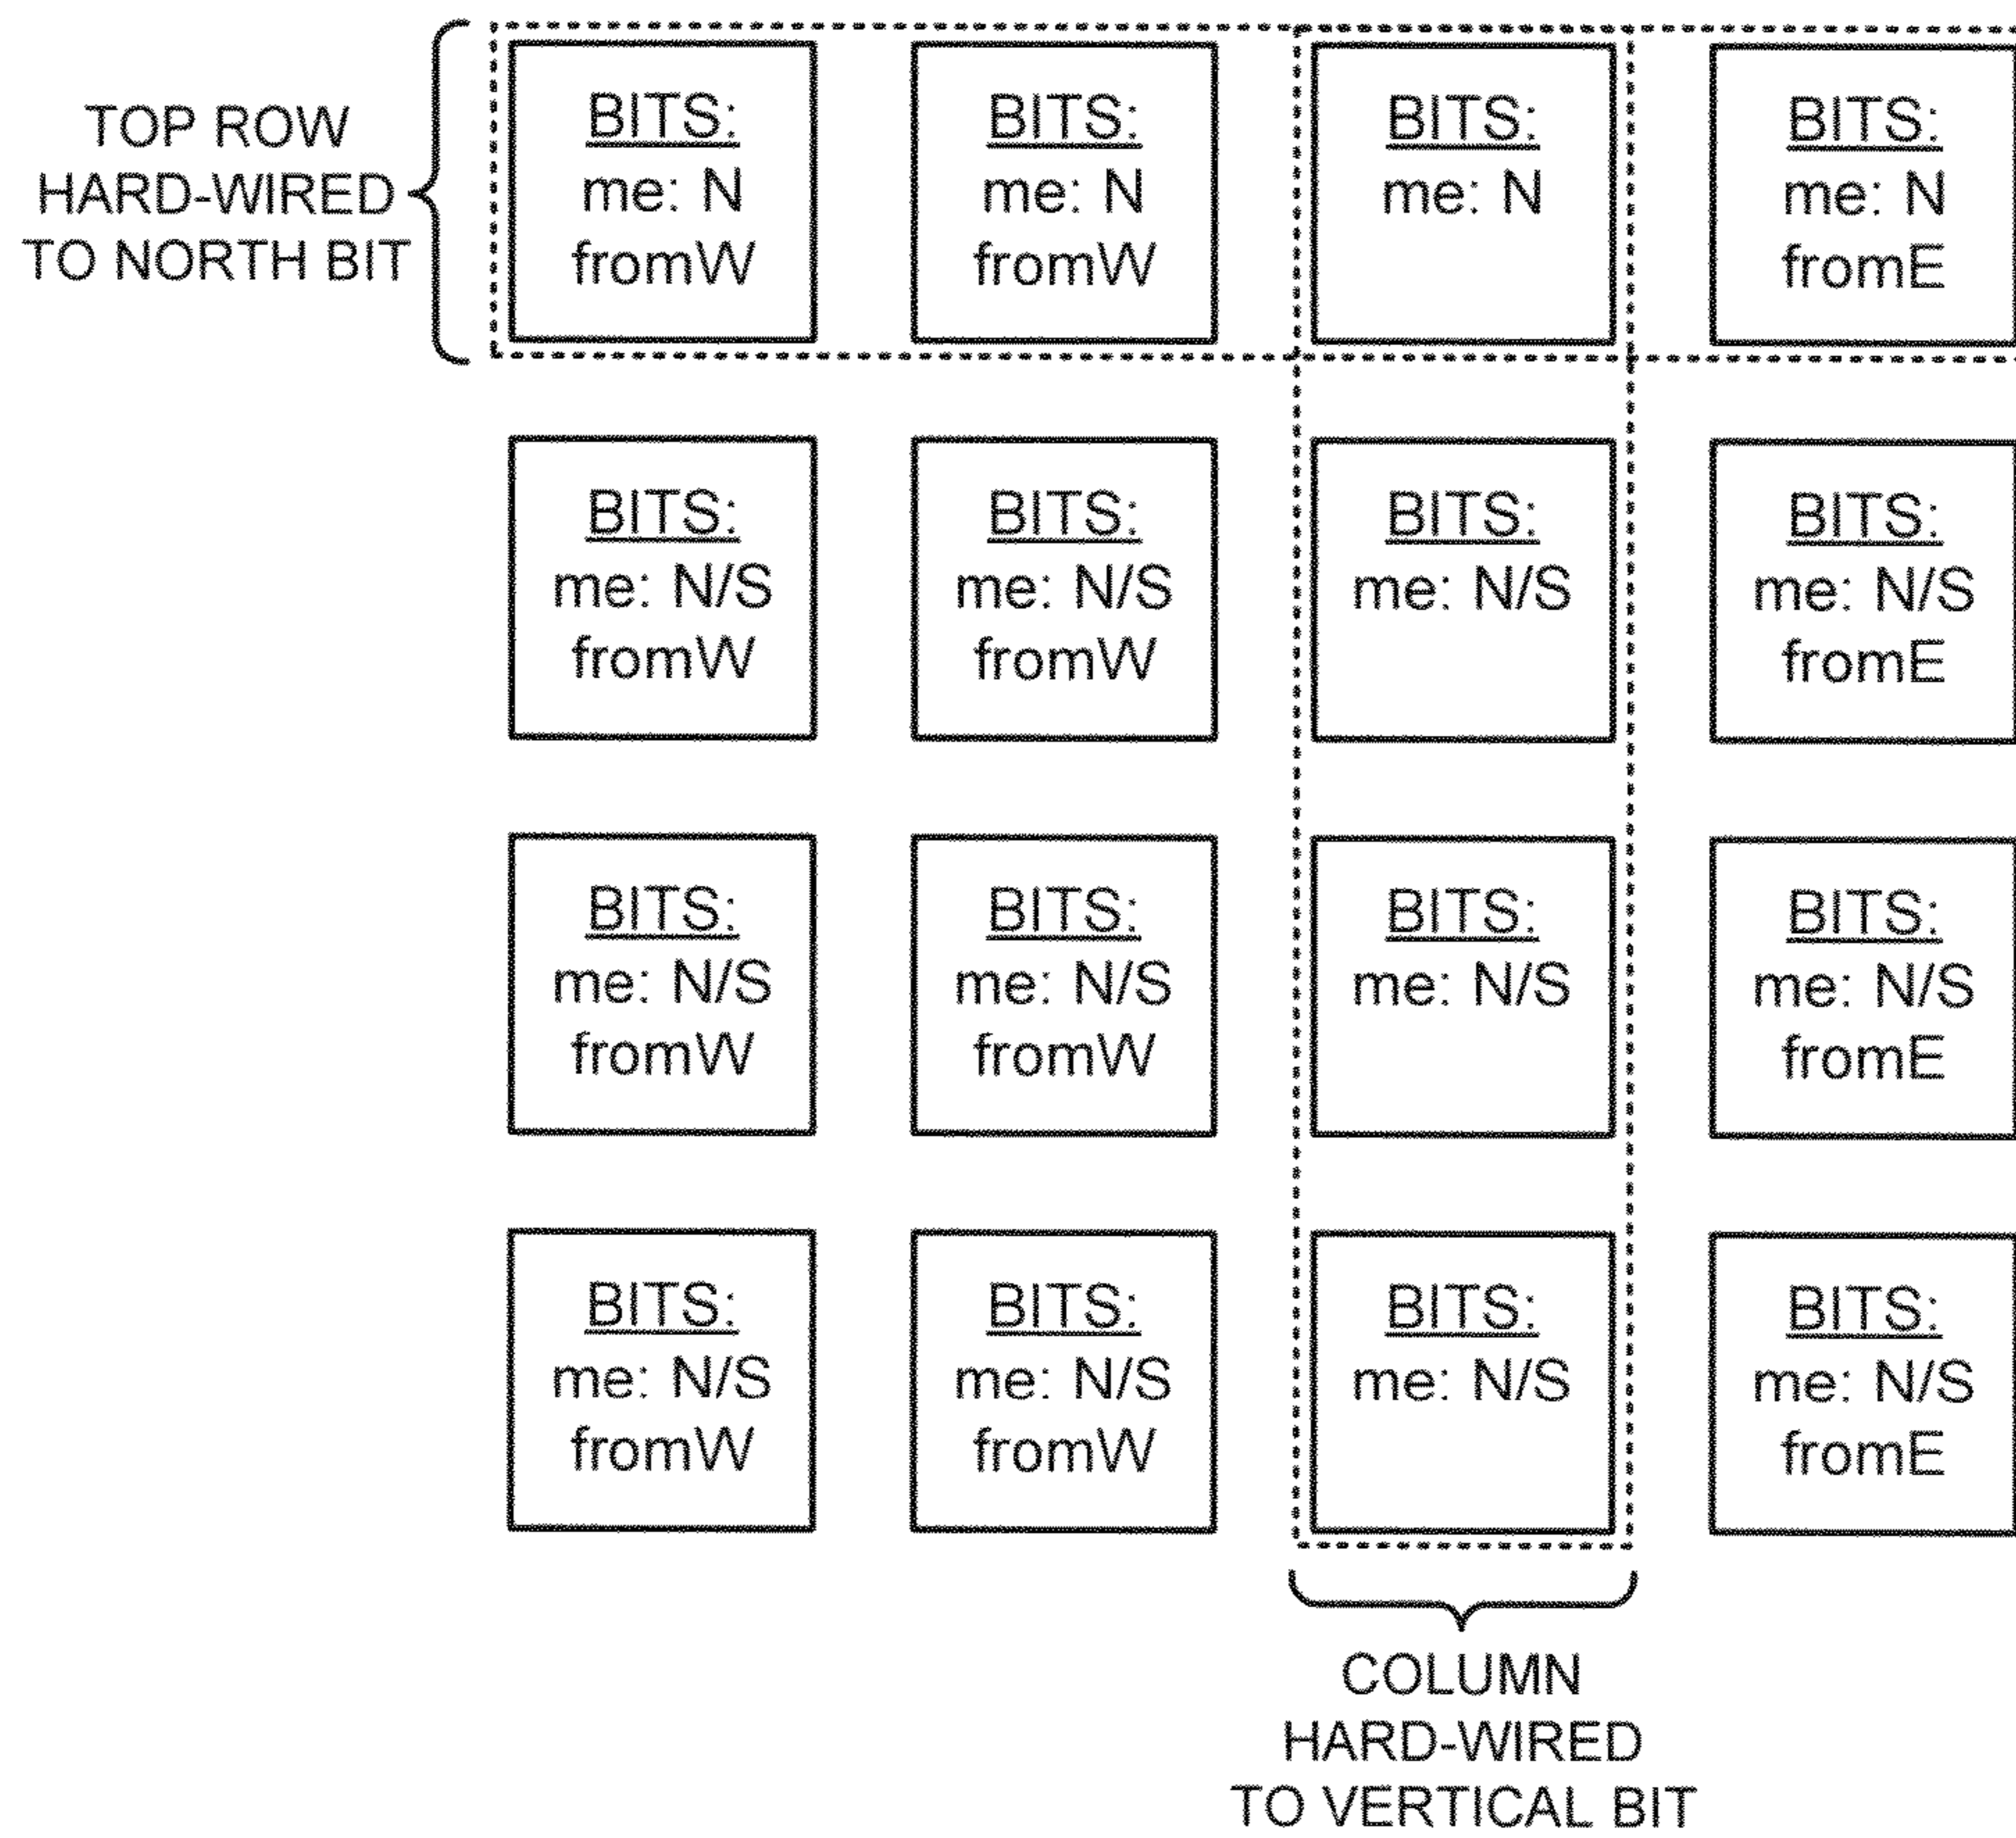 TOP ROW
HARD-WIRED
TO NORTH BIT
BITS:
me: N
fromW
BITS:
me: N
fromW
BITS:
me: N
BITS:
me: N
fromE
BITS:
me: N/S
fromW
BITS:
me: N/S
fromW
BITS:
me: N/S
BITS:
me: N/S
fromE
BITS:
me: N/S
fromW
BITS:
me: N/S
fromW
BITS:
me: N/S
BITS:
me: N/S
fromE
BITS:
me: N/S
fromW
BITS:
me: N/S
fromW
BITS:
me: N/S
BITS:
me: N/S
fromE
COLUMN
HARD-WIRED
TO VERTICAL BIT